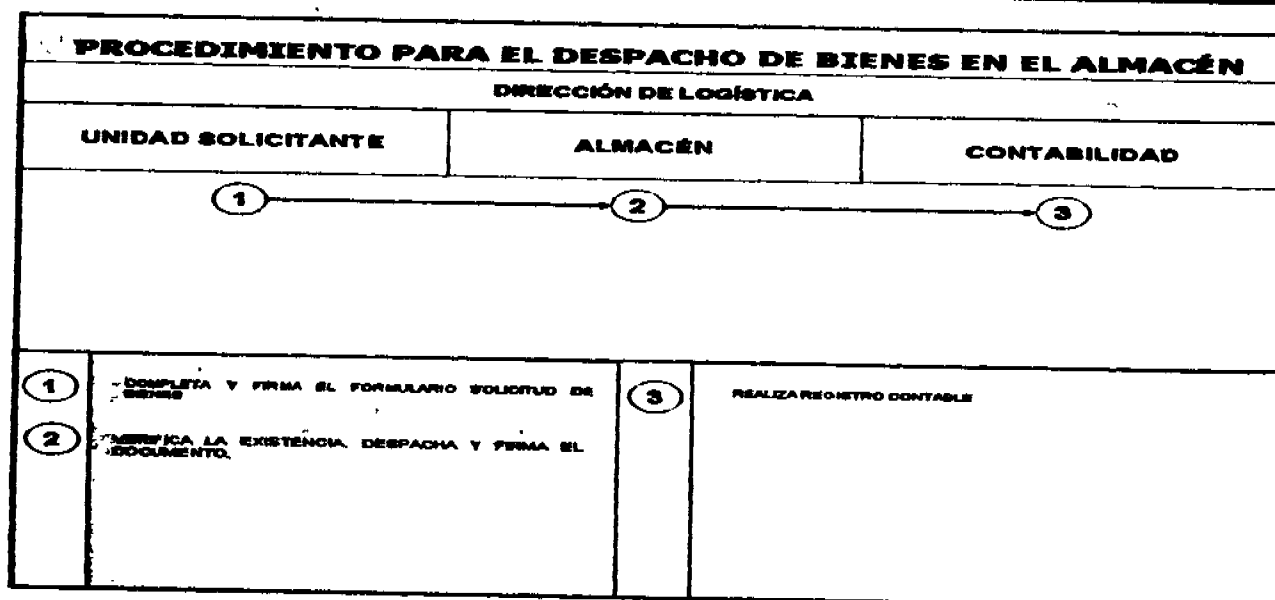 PROCEDIMIENTO PARA EL DESPACHO DE BIENES EN EL ALMACÉN
DIRECCIÓN DE LOGÍSTICA
UNIDAD SOLICITANTE
ALMACÉN
CONTABILIDAD
1
2
3
1
COMPLETA Y FIRMA EL FORMULARIO SOLICITUD DE
BIENES
2
VERIFICA LA EXISTENCIA, DESPACHA Y FIRMA EL
DOCUMENTO.
3
REALIZA REGISTRO CONTABLE